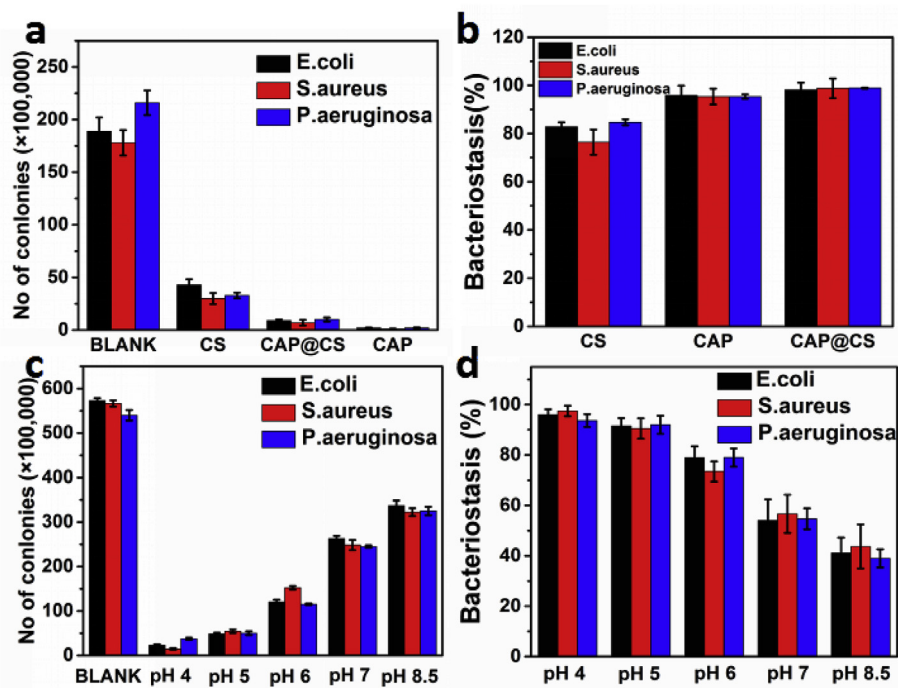 a
No of conlonies (×100,000)
250
200
150
100
50
0
E.coli
S.aureus
P.aeruginosa
BLANK CS CAP@CS CAP
b
Bacteriostasis(%)
120
100
80
60
40
20
0
E.coli
S.aureus
P.aeruginosa
CS CAP CAP@CS
c
No of conlonies (×100,000)
600
500
400
300
200
100
0
E.coli
S.aureus
P.aeruginosa
BLANK pH 4 pH 5 pH 6 pH 7 pH 8.5
d
Bacteriostasis (%)
100
80
60
40
20
0
E.coli
S.aureus
P.aeruginosa
pH 4 pH 5 pH 6 pH 7 pH 8.5